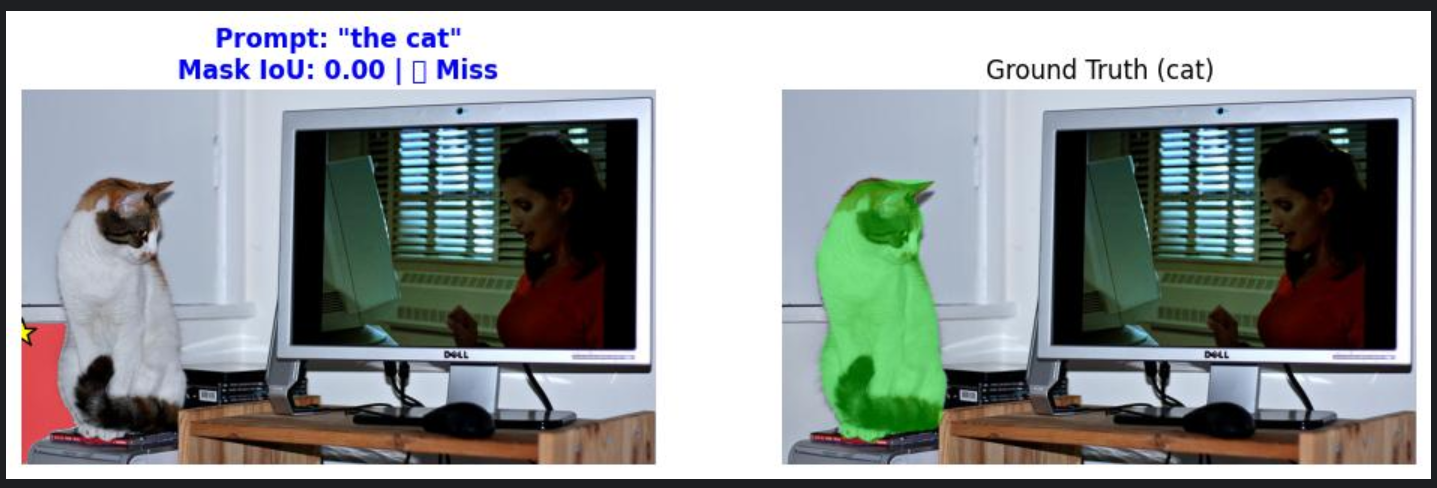 Prompt: "the cat"
Mask IoU: 0.00 | ▯ Miss
Ground Truth (cat)
DELL
DELL